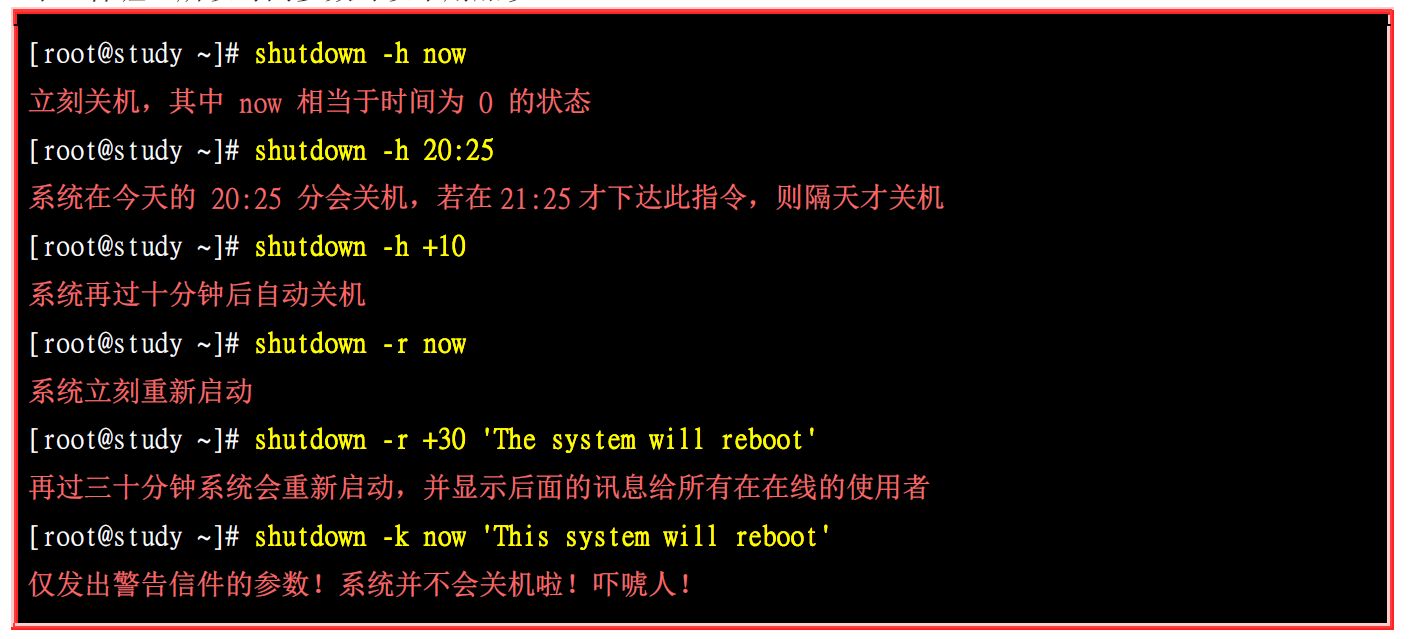 [root@study ~]# shutdown -h now
立刻关机，其中 now 相当于时间为 0 的状态
[root@study ~]# shutdown -h 20:25
系统在今天的 20:25 分会关机，若在21:25才下达此指令，则隔天才关机
[root@study ~]# shutdown -h +10
系统再过十分钟后自动关机
[root@study ~]# shutdown -r now
系统立刻重新启动
[root@study ~]# shutdown -r +30 'The system will reboot'
再过三十分钟系统会重新启动，并显示后面的讯息给所有在在线的使用者
[root@study ~]# shutdown -k now 'This system will reboot'
仅发出警告信件的参数！系统并不会关机啦！吓唬人！